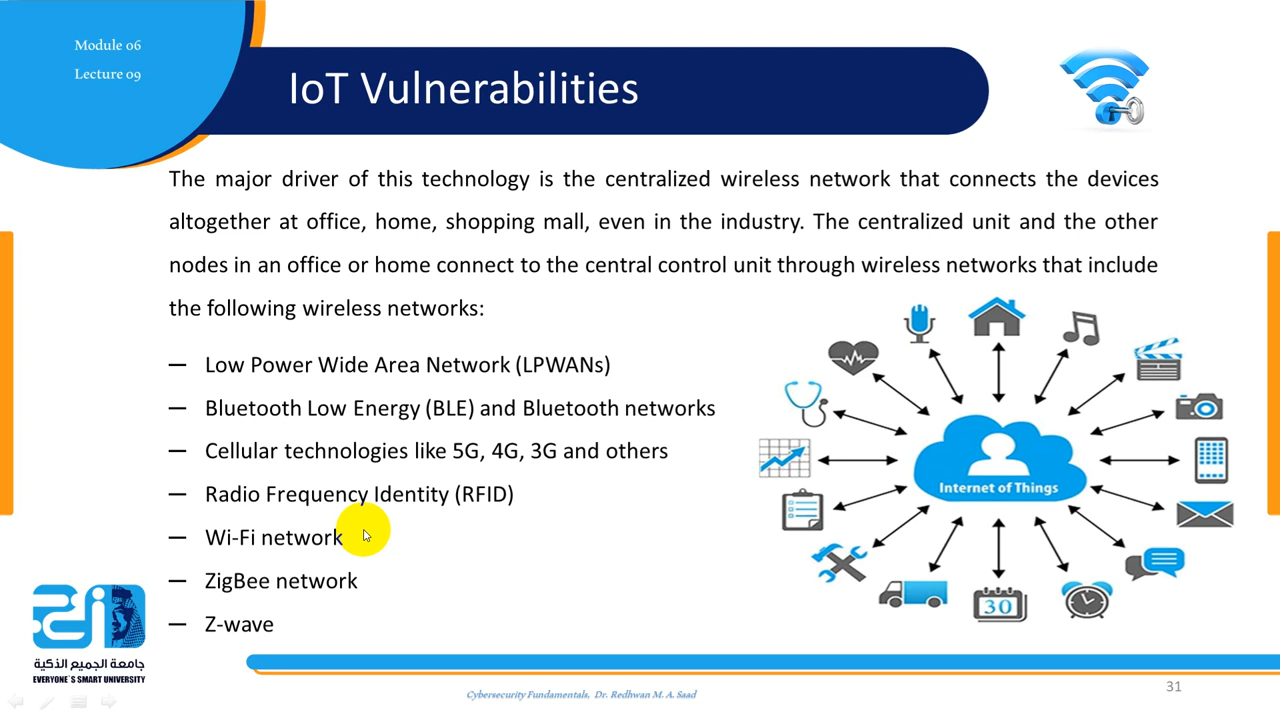 Module 06
Lecture 09
IoT Vulnerabilities
The major driver of this technology is the centralized wireless network that connects the devices
altogether at office, home, shopping mall, even in the industry. The centralized unit and the other
nodes in an office or home connect to the central control unit through wireless networks that include
the following wireless networks:
— Low Power Wide Area Network (LPWANs)
— Bluetooth Low Energy (BLE) and Bluetooth networks
— Cellular technologies like 5G, 4G, 3G and others
— Radio Frequency Identity (RFID)
— Wi-Fi network
— ZigBee network
— Z-wave
Internet of Things
30
جامعة الجميع الذكية
EVERYONE`S SMART UNIVERSITY
Cybersecurity Fundamentals, Dr. Redhwan M. A. Saad
31